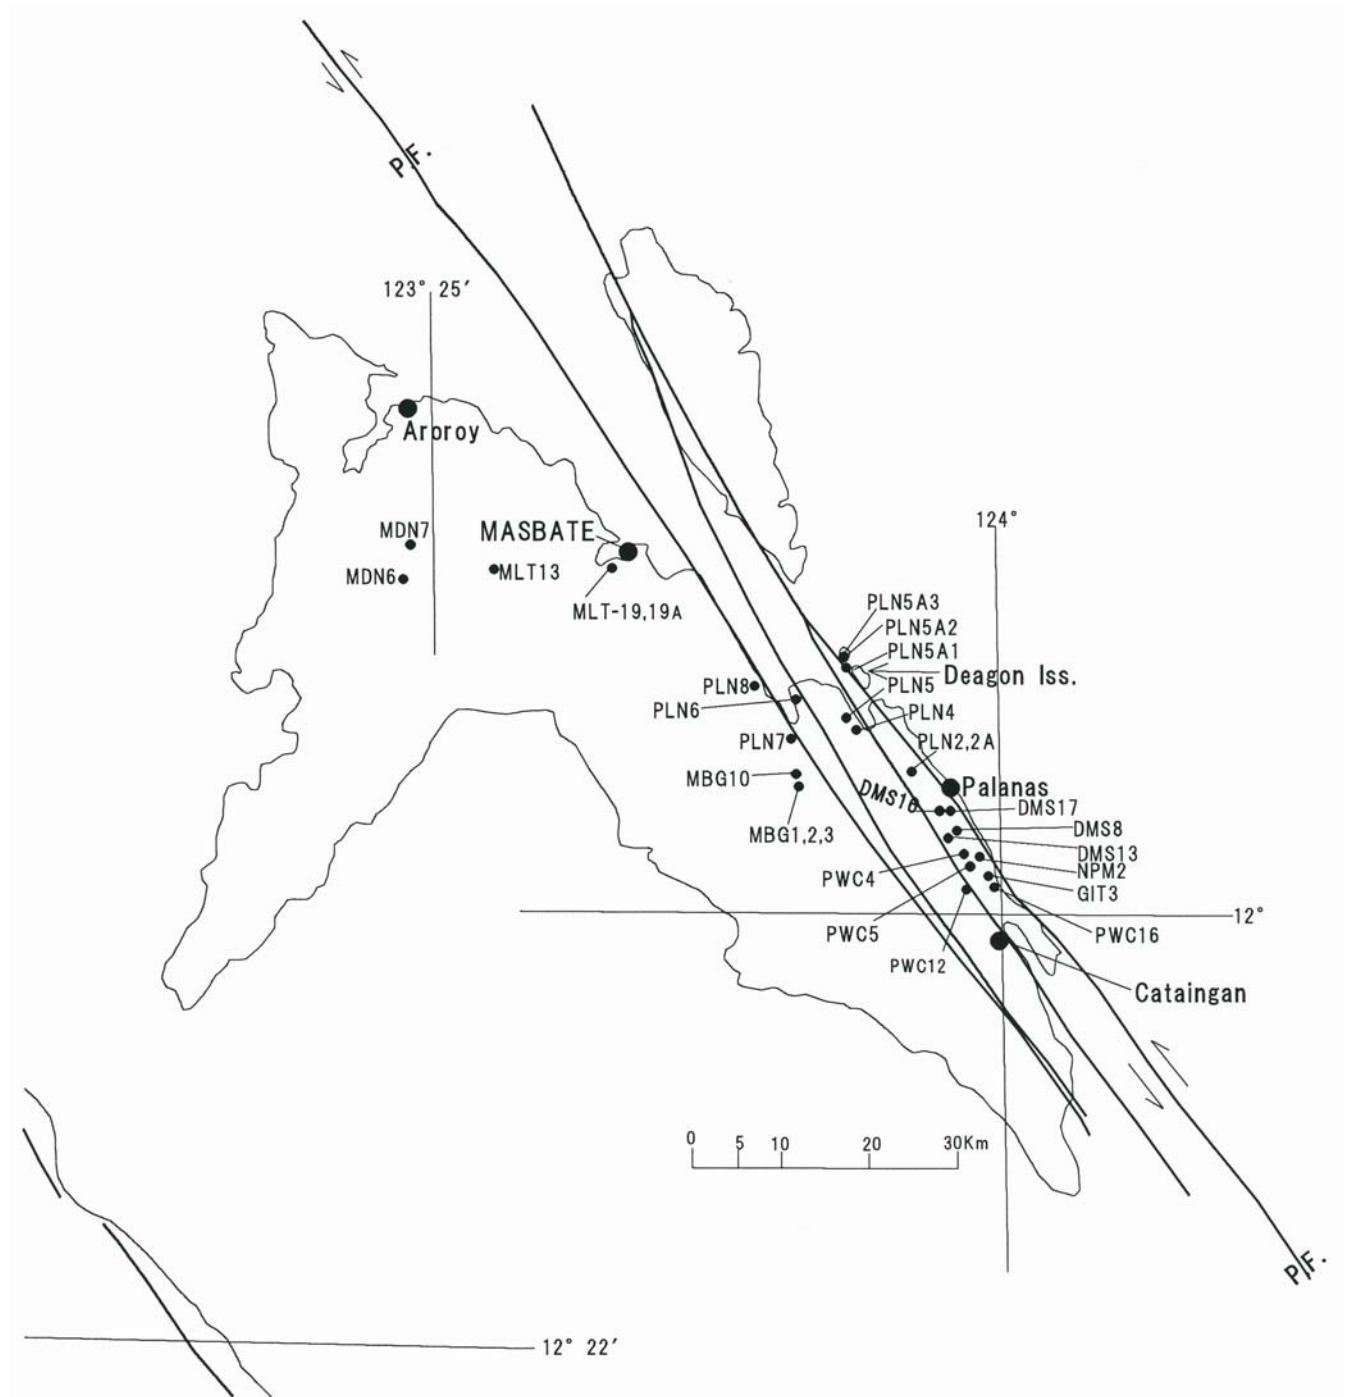 P.F.
123° 25′
Aroroy
MDN7
MASBATE
124°
MDN6
MLT13
MLT-19,19A
PLN5A3
PLN5A2
PLN5A1
Deagon Iss.
PLN8
PLN5
PLN6
PLN4
PLN7
PLN2,2A
MBG10
DMS16
Palanas
DMS17
MBG1,2,3
DMS8
DMS13
NPM2
PWC4
GIT3
12°
PWC5
PWC16
PWC12
Cataingan
0 5 10 20 30Km
P.F.
12° 22′